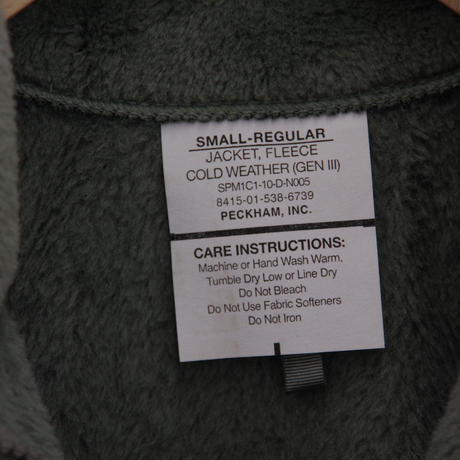 SMALL-REGULAR
JACKET, FLEECE
COLD WEATHER (GEN III)
SPM1C1-10-D-N005
8415-01-538-6739
PECKHAM, INC.
CARE INSTRUCTIONS:
Machine or Hand Wash Warm,
Tumble Dry Low or Line Dry
Do Not Bleach
Do Not Use Fabric Softeners
Do Not Iron